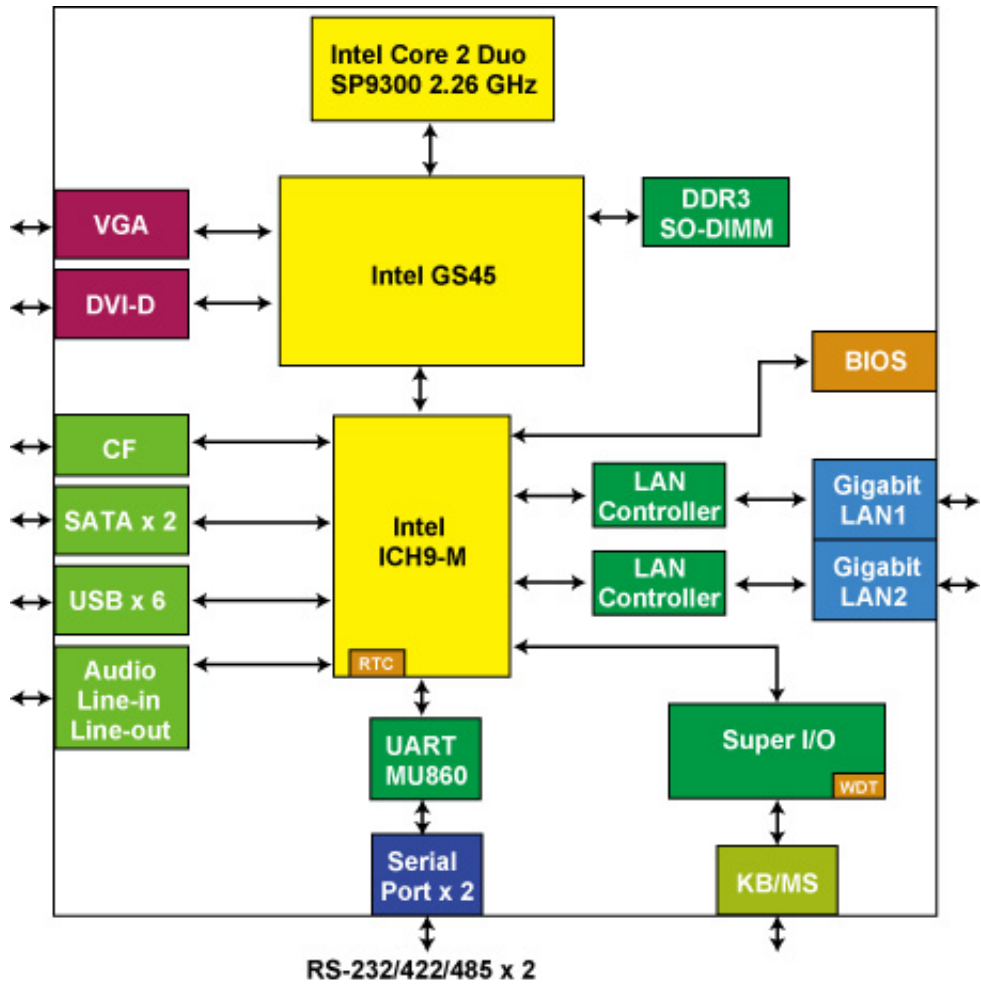 Intel Core 2 Duo
SP9300 2.26 GHz
VGA
DVI-D
Intel GS45
DDR3
SO-DIMM
BIOS
CF
SATA x 2
USB x 6
Audio
Line-in
Line-out
Intel
ICH9-M
RTC
LAN
Controller
Gigabit
LAN1
LAN
Controller
Gigabit
LAN2
UART
MU860
Super I/O
WDT
Serial
Port x 2
KB/MS
RS-232/422/485 x 2